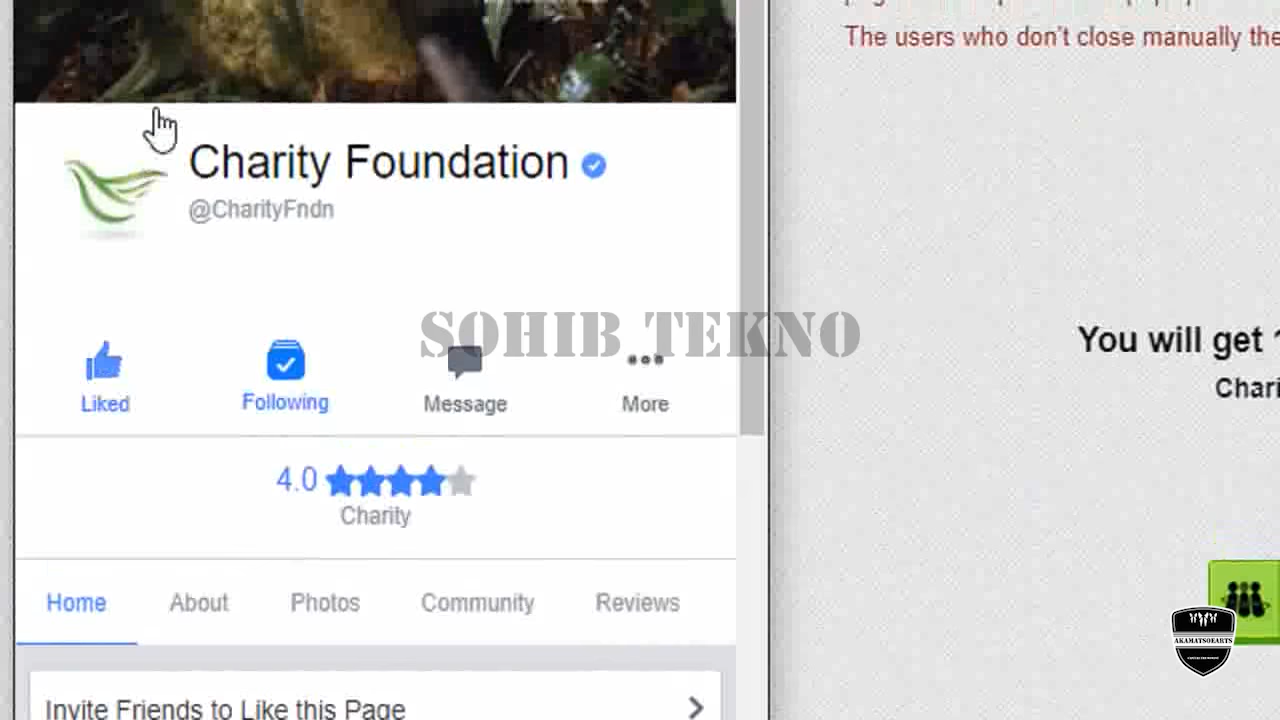 The users who don't close manually the
Charity Foundation
@CharityFndn
SOHIB TEKNO
You will get
Liked
Following
Message
More
4.0
Charity
Home
About
Photos
Community
Reviews
AKAMATSOEARTS
Invite Friends to Like this Page